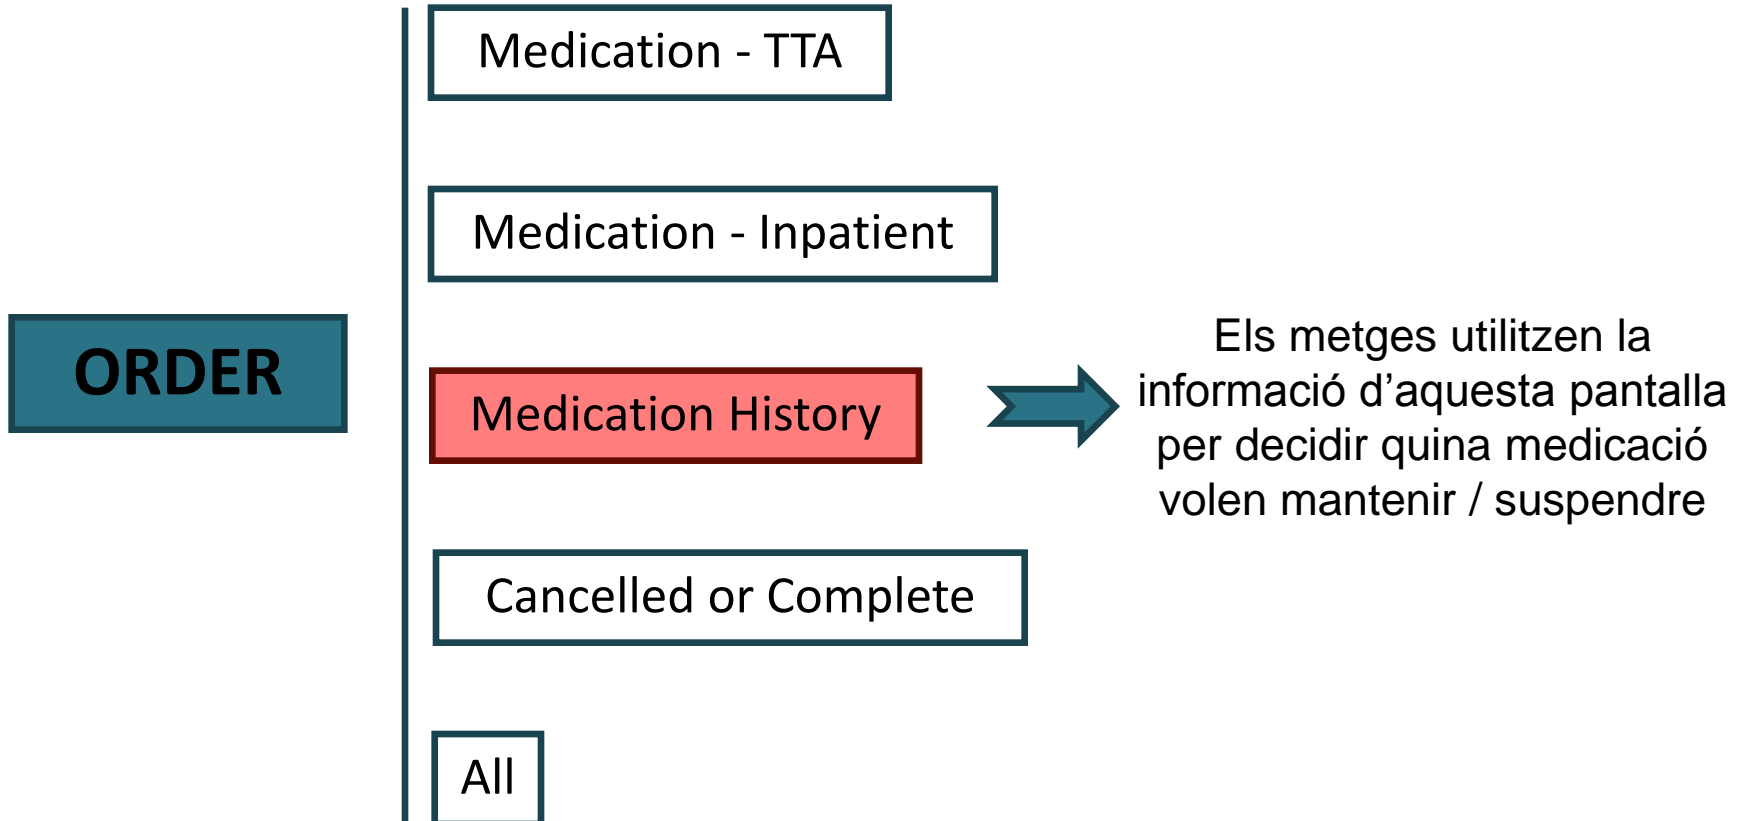 ORDER
Medication - TTA
Medication - Inpatient
Medication History
Cancelled or Complete
All
Els metges utilitzen la
informació d’aquesta pantalla
per decidir quina medicació
volen mantenir / suspendre